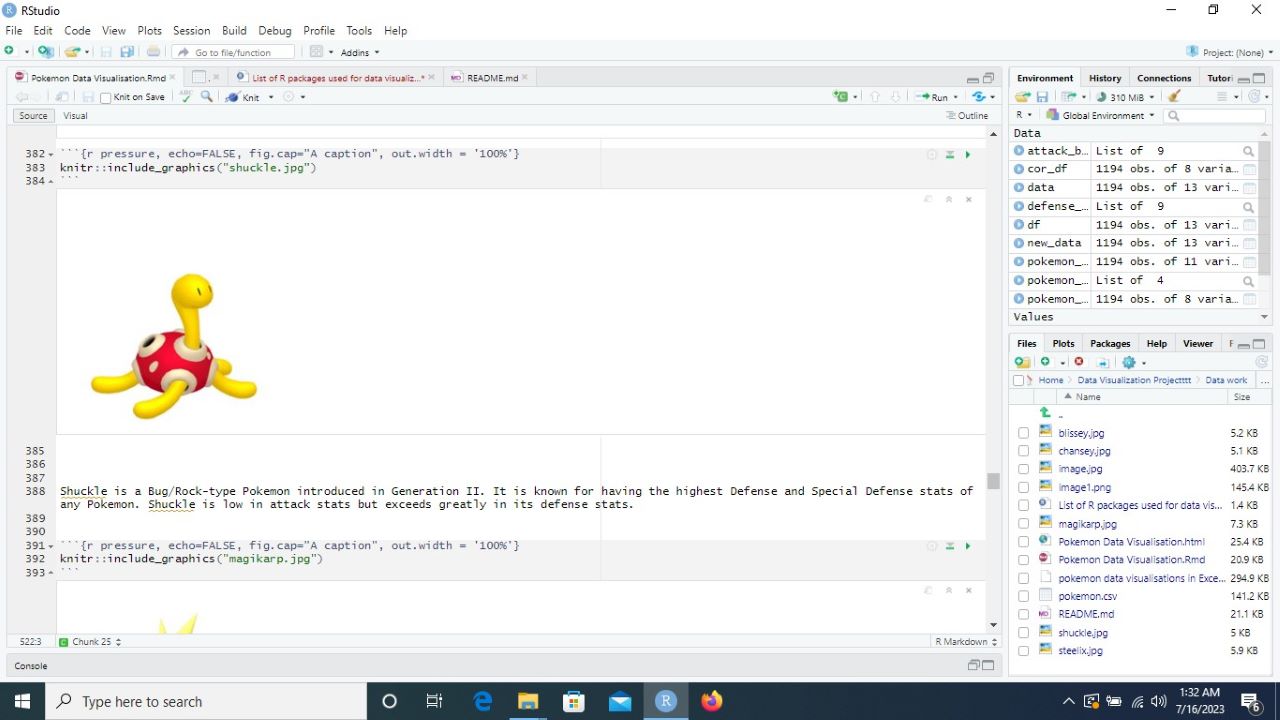 RStudio
File Edit Code View Plots Session Build Debug Profile Tools Help
Go to file/function Addins Project: (None)
Pokemon Data Visualisation.Rmd List of R packages used for data visualiz...* README.md
Knit on Save Knit Run
Source Visual Outline
382 ```{r pressure, echo=FALSE, fig.cap="A caption", out.width = '100%'}
383 knitr::include_graphics("shuckle.jpg")
384 ```
385
386
387
388 Shuckle is a Bug/Rock-type Pokemon introduced in Generation II. It is known for having the highest Defense and Special Defense stats of
any Pokemon. Shuckle is low in attack stats but exceeds greatly in its defense stats.
389
390
391 ```{r pressure, echo=FALSE, fig.cap="A caption", out.width = '100%'}
392 knitr::include_graphics("magikarp.jpg")
393 ```
522:3 Chunk 25 R Markdown
Console
Environment History Connections Tutori
310 MiB
R Global Environment
Data
attack_b... List of 9
cor_df 1194 obs. of 8 varia...
data 1194 obs. of 13 vari...
defense_... List of 9
df 1194 obs. of 13 vari...
new_data 1194 obs. of 13 vari...
pokemon_... 1194 obs. of 11 vari...
pokemon_... List of 4
pokemon_... 1194 obs. of 8 varia...
Values
Files Plots Packages Help Viewer
Home Data Visualization Projectttt Data work ...
Name Size
..
blissey.jpg 5.2 KB
chansey.jpg 5.1 KB
image.jpg 403.7 KB
image1.png 145.4 KB
List of R packages used for data vis... 1.4 KB
magikarp.jpg 7.3 KB
Pokemon Data Visualisation.html 25.4 KB
Pokemon Data Visualisation.Rmd 20.9 KB
pokemon data visualisations in Exce... 294.9 KB
pokemon.csv 141.2 KB
README.md 21.1 KB
shuckle.jpg 5 KB
steelix.jpg 5.9 KB
Type here to search
1:32 AM
7/16/2023
6